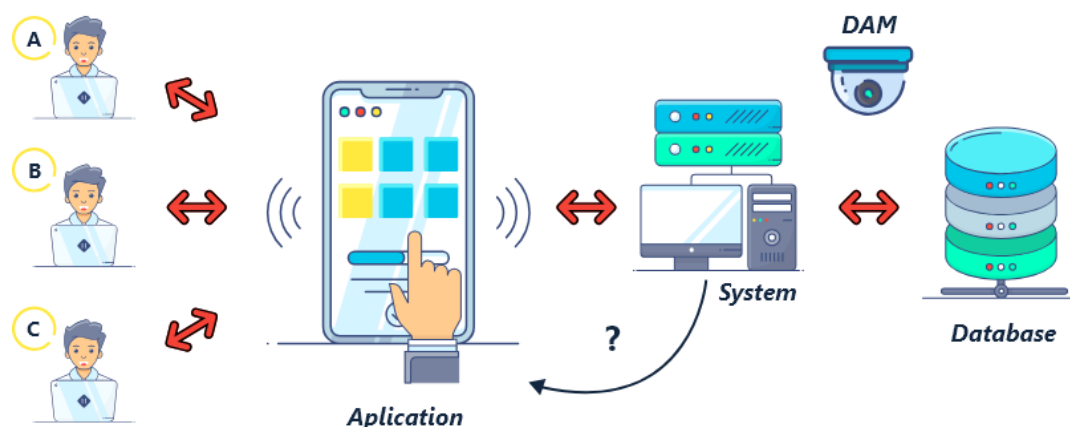 A
DAM
B
System
C
?
Database
Aplication